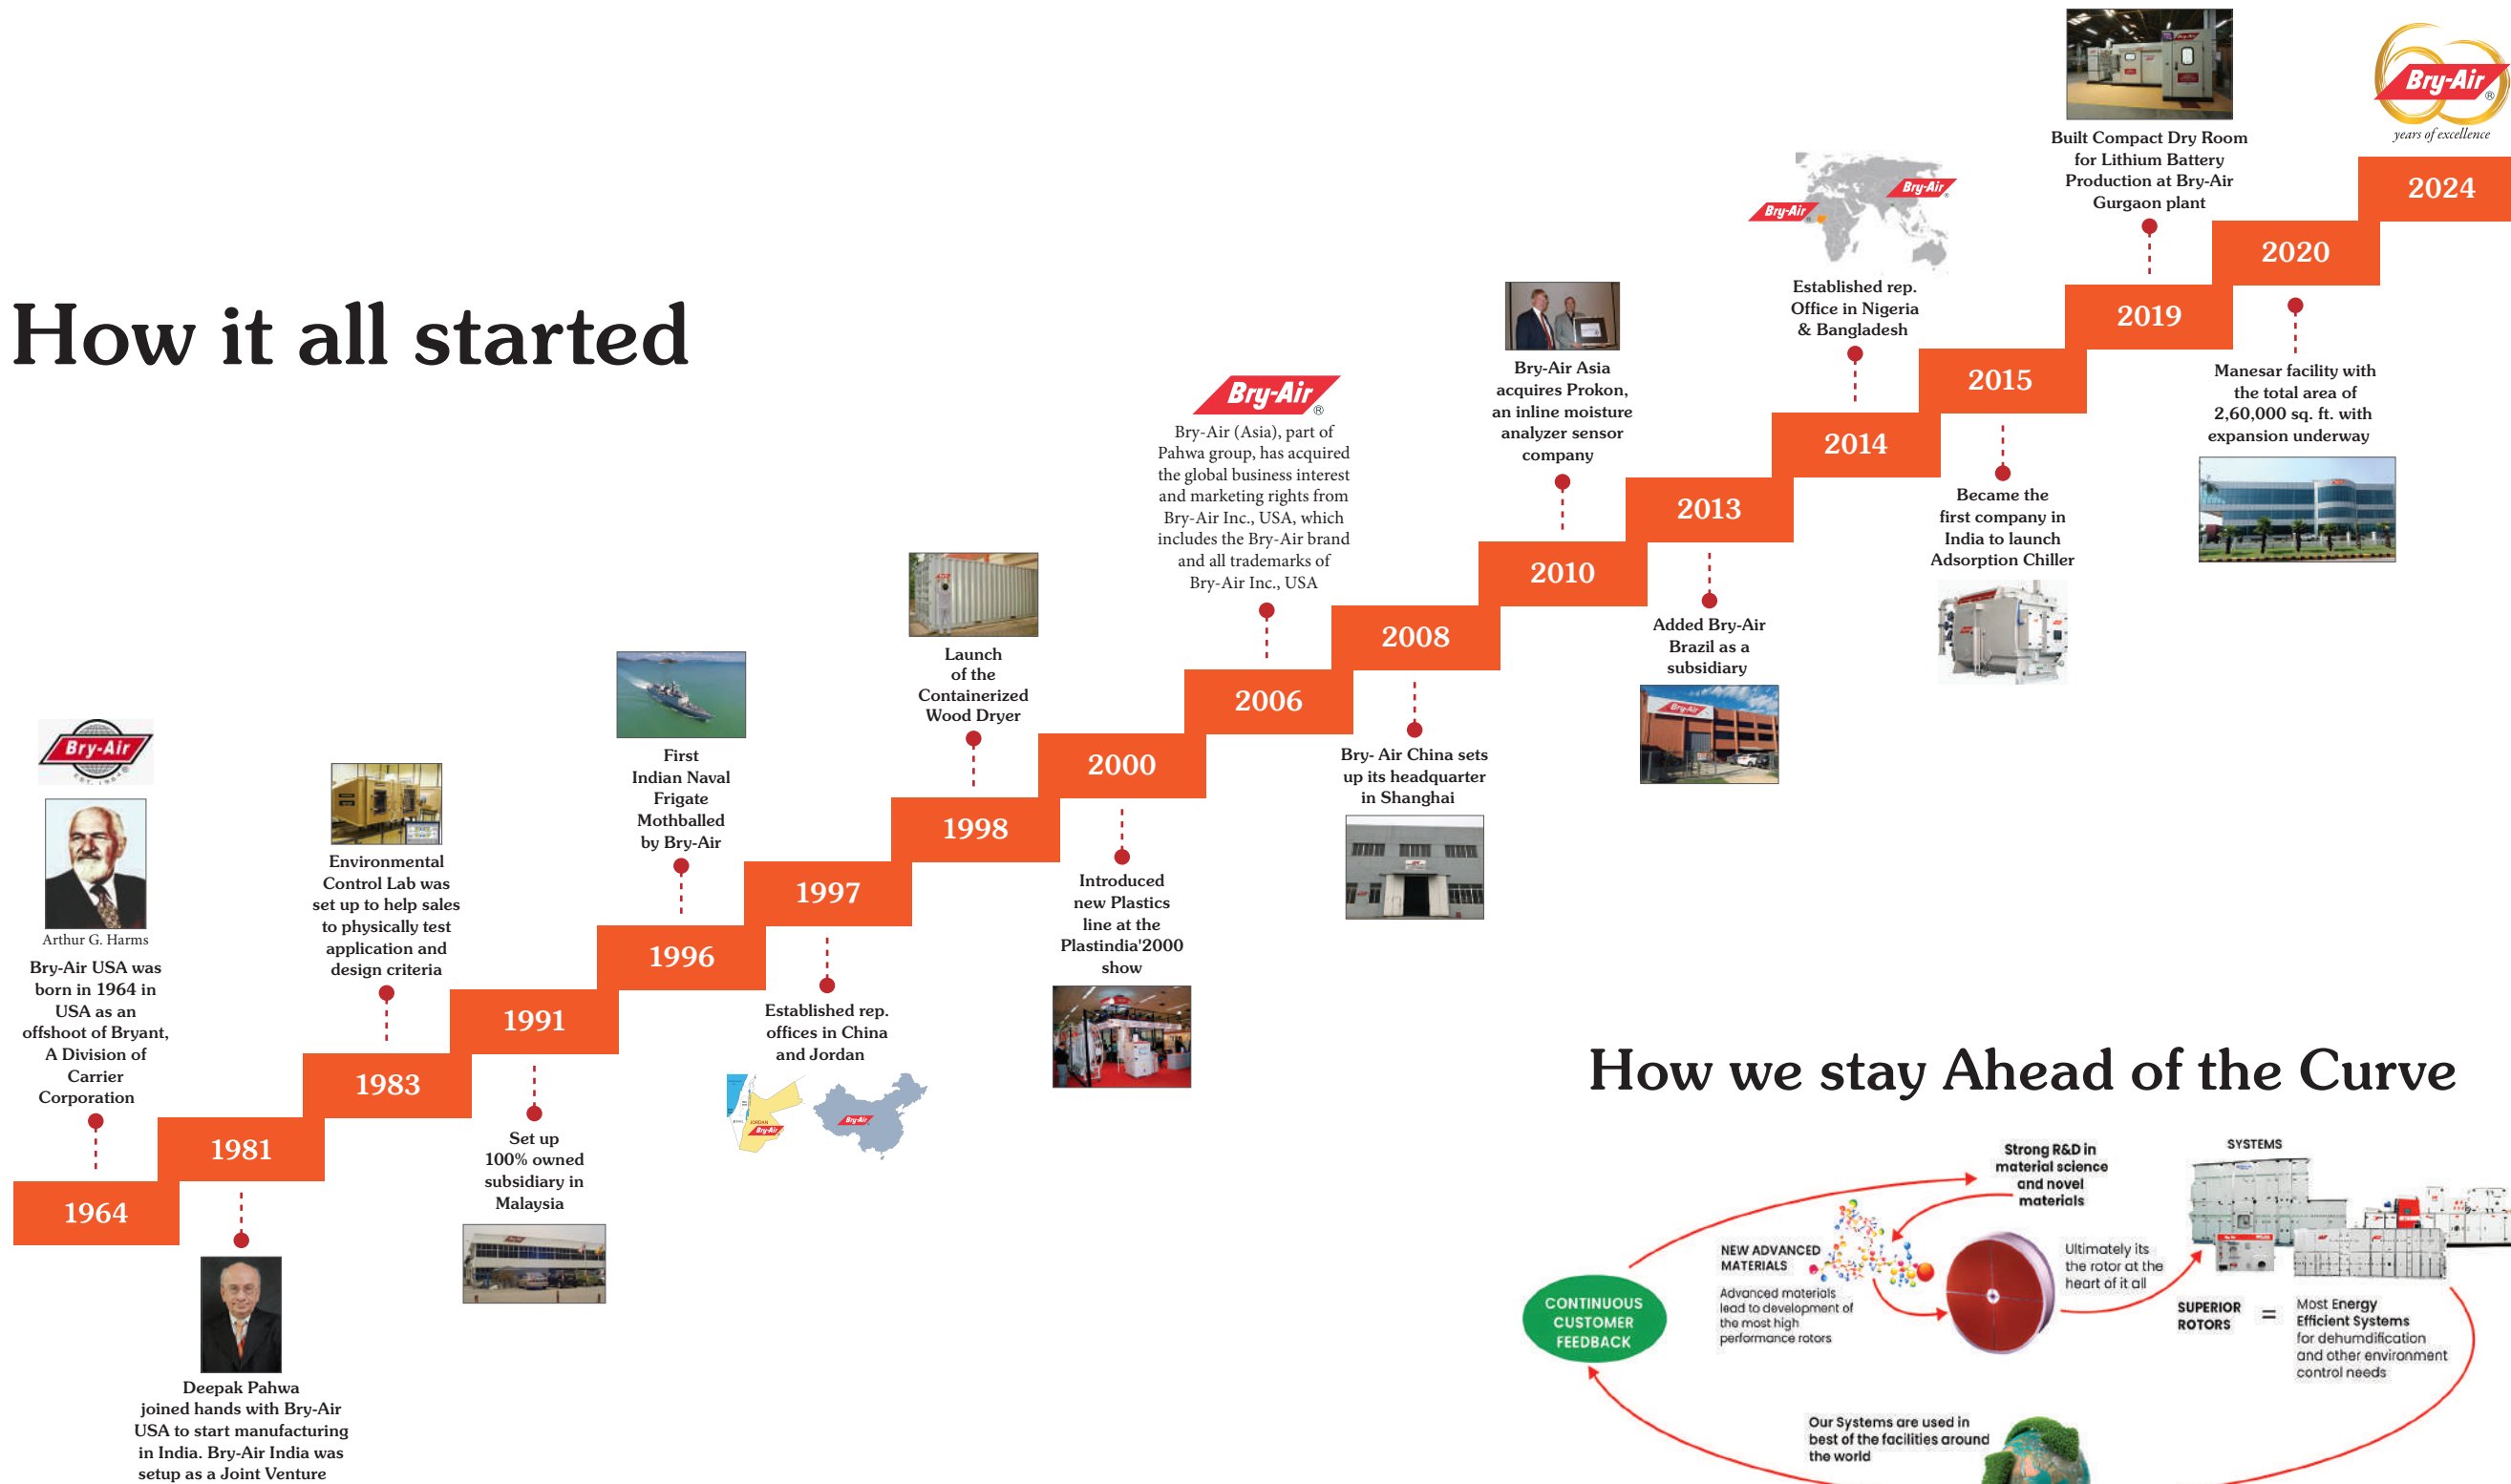 How it all started
Bry-Air
Arthur G. Harms
Bry-Air USA was
born in 1964 in
USA as an
offshoot of Bryant,
A Division of
Carrier
Corporation
1964
1981
Deepak Pahwa
joined hands with Bry-Air
USA to start manufacturing
in India. Bry-Air India was
setup as a Joint Venture
Environmental
Control Lab was
set up to help sales
to physically test
application and
design criteria
1983
1991
Set up
100% owned
subsidiary in
Malaysia
First
Indian Naval
Frigate
Mothballed
by Bry-Air
1996
1997
Established rep.
offices in China
and Jordan
JORDAN
Bry-Air
Bry-Air
Launch
of the
Containerized
Wood Dryer
1998
2000
Introduced
new Plastics
line at the
Plastindia'2000
show
Bry-Air ®
Bry-Air (Asia), part of
Pahwa group, has acquired
the global business interest
and marketing rights from
Bry-Air Inc., USA, which
includes the Bry-Air brand
and all trademarks of
Bry-Air Inc., USA
2006
2008
Bry- Air China sets
up its headquarter
in Shanghai
Bry-Air Asia
acquires Prokon,
an inline moisture
analyzer sensor
company
2010
2013
Added Bry-Air
Brazil as a
subsidiary
Bry-Air
Bry-Air
Bry-Air
Established rep.
Office in Nigeria
& Bangladesh
2014
2015
Became the
first company in
India to launch
Adsorption Chiller
Built Compact Dry Room
for Lithium Battery
Production at Bry-Air
Gurgaon plant
2019
2020
Manesar facility with
the total area of
2,60,000 sq. ft. with
expansion underway
Bry-Air ®
years of excellence
2024
How we stay Ahead of the Curve
Strong R&D in
material science
and novel
materials
SYSTEMS
NEW ADVANCED
MATERIALS
Advanced materials
lead to development of
the most high
performance rotors
Ultimately its
the rotor at the
heart of it all
SUPERIOR
ROTORS
=
Most Energy
Efficient Systems
for dehumdification
and other environment
control needs
CONTINUOUS
CUSTOMER
FEEDBACK
Our Systems are used in
best of the facilities around
the world